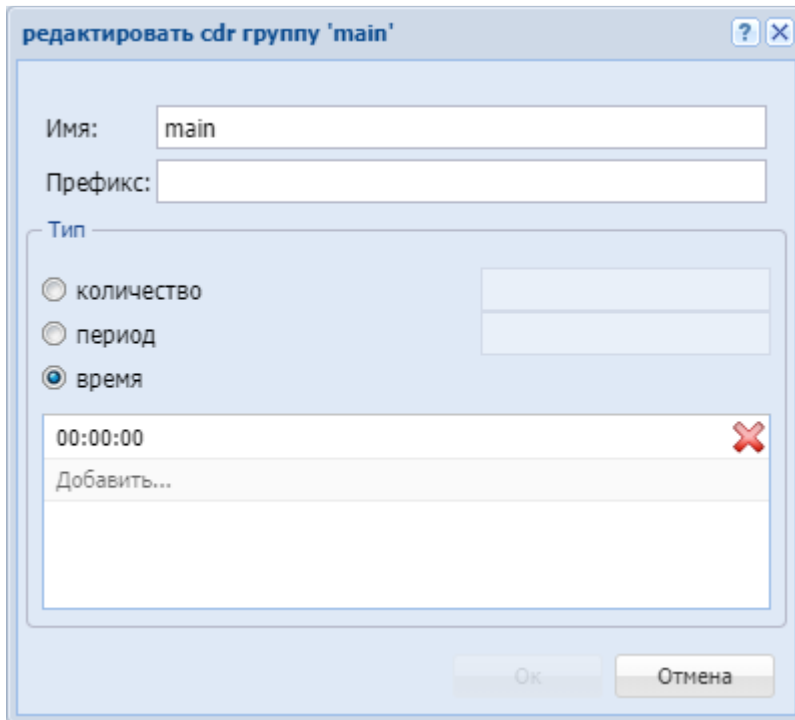 редактировать cdr группу 'main'
Имя: main
Префикс:
Тип
количество
период
время
00:00:00
Добавить...
Ок Отмена